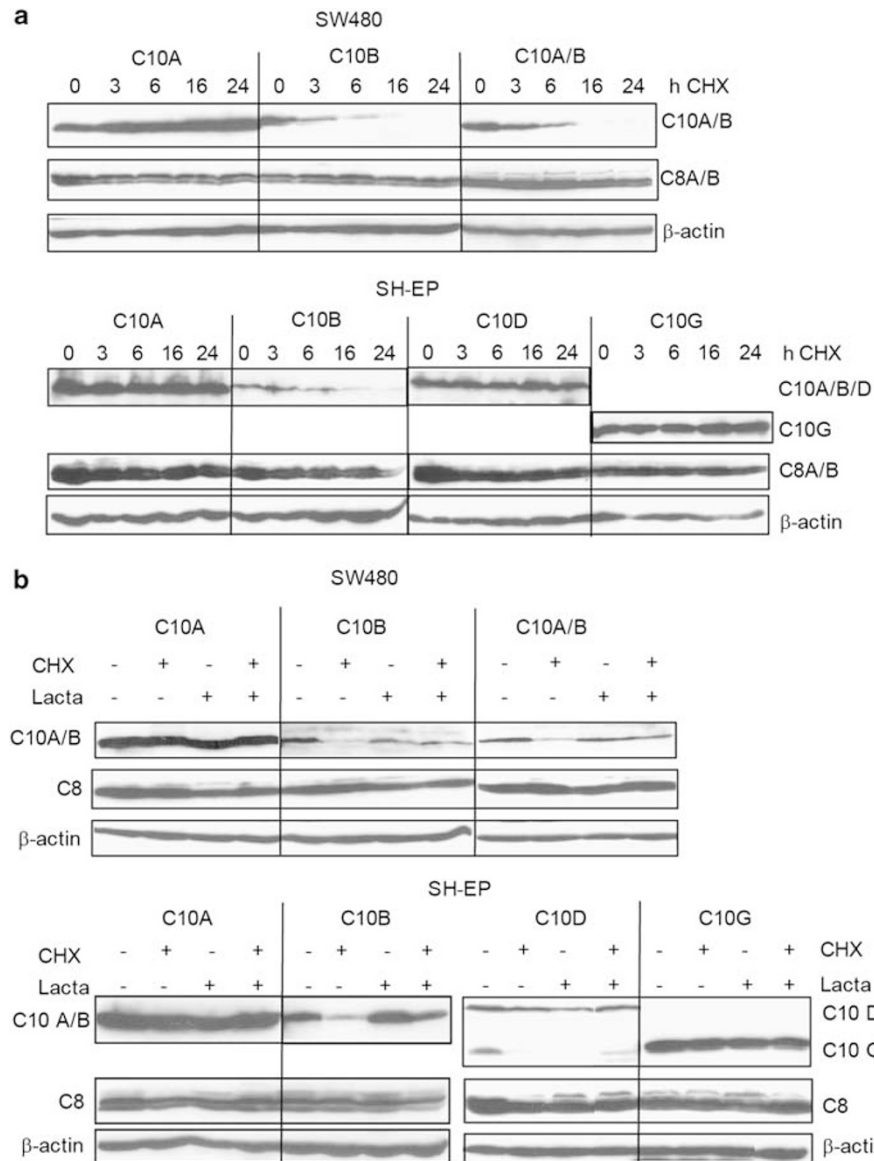 a
SW480
C10A C10B C10A/B
0 3 6 16 24 0 3 6 16 24 0 3 6 16 24 h CHX
C10A/B
C8A/B
β-actin
SH-EP
C10A C10B C10D C10G
0 3 6 16 24 0 3 6 16 24 0 3 6 16 24 0 3 6 16 24 h CHX
C10A/B/D
C10G
C8A/B
β-actin
b
SW480
C10A C10B C10A/B
CHX - + - + - + - + - + - +
Lacta - - + + - - + + - - + +
C10A/B
C8
β-actin
SH-EP
C10A C10B C10D C10G
CHX - + - + - + - + - + - + - + - + CHX
Lacta - - + + - - + + - - + + - - + + Lacta
C10 A/B C10 D
C10 G
C8 C8
β-actin β-acti